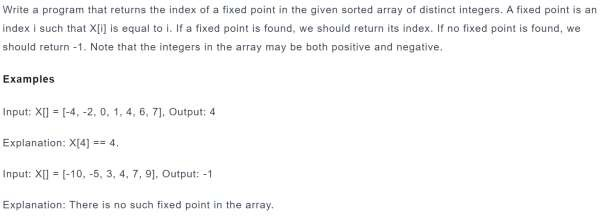 Write a program that returns the index of a fixed point in the given sorted array of distinct integers. A fixed point is an
index i such that X[i] is equal to i. If a fixed point is found, we should return its index. If no fixed point is found, we
should return -1. Note that the integers in the array may be both positive and negative.
Examples
Input: X[] = [-4, -2, 0, 1, 4, 6, 7], Output: 4
Explanation: X[4] == 4.
Input: X[] = [-10, -5, 3, 4, 7, 9], Output: -1
Explanation: There is no such fixed point in the array.